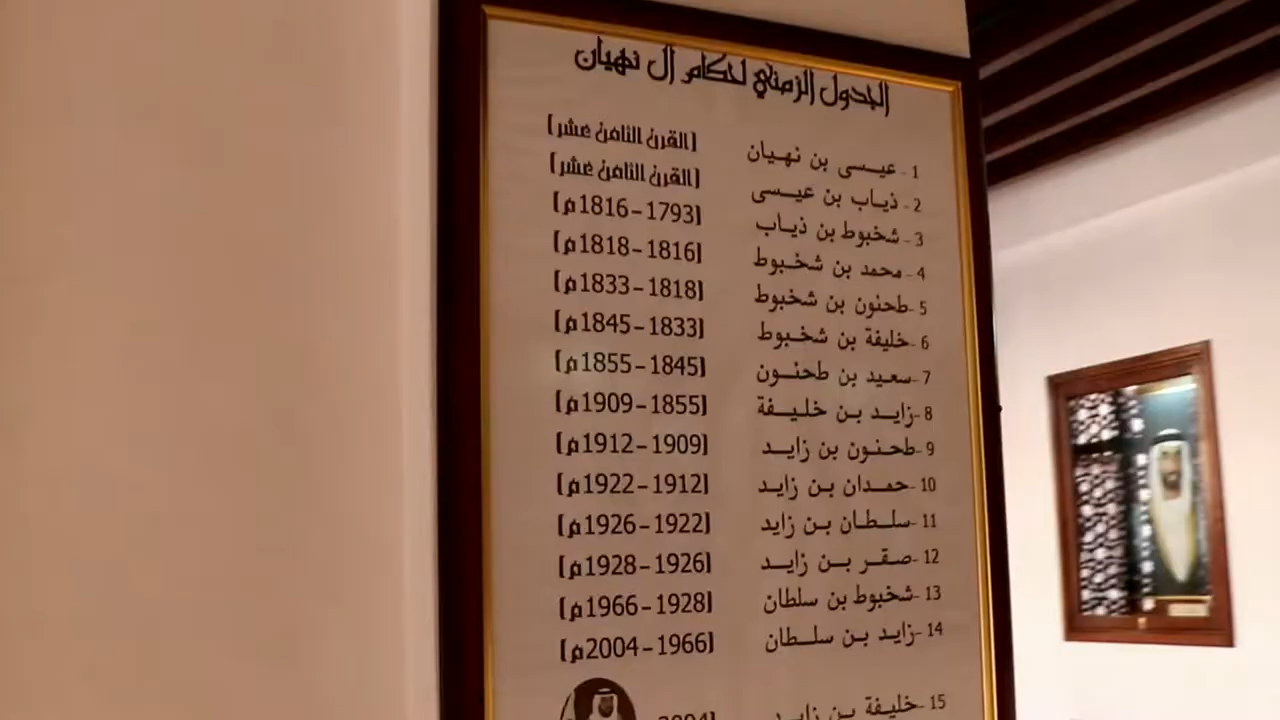 الجدول الزمني لحكام آل نهيان
1 - عيسى بن نهيان (القرن الثامن عشر)
2 - ذياب بن عيسى (القرن الثامن عشر)
3 - شخبوط بن ذياب (1793-1816م)
4 - محمد بن شخبوط (1816-1818م)
5 - طحنون بن شخبوط (1818-1833م)
6 - خليفة بن شخبوط (1833-1845م)
7 - سعيد بن طحنون (1845-1855م)
8 - زايد بن خليفة (1855-1909م)
9 - طحنون بن زايد (1909-1912م)
10 - حمدان بن زايد (1912-1922م)
11 - سلطان بن زايد (1922-1926م)
12 - صقر بن زايد (1926-1928م)
13 - شخبوط بن سلطان (1928-1966م)
14 - زايد بن سلطان (1966-2004م)
15 - خليفة بن زايد (2004-